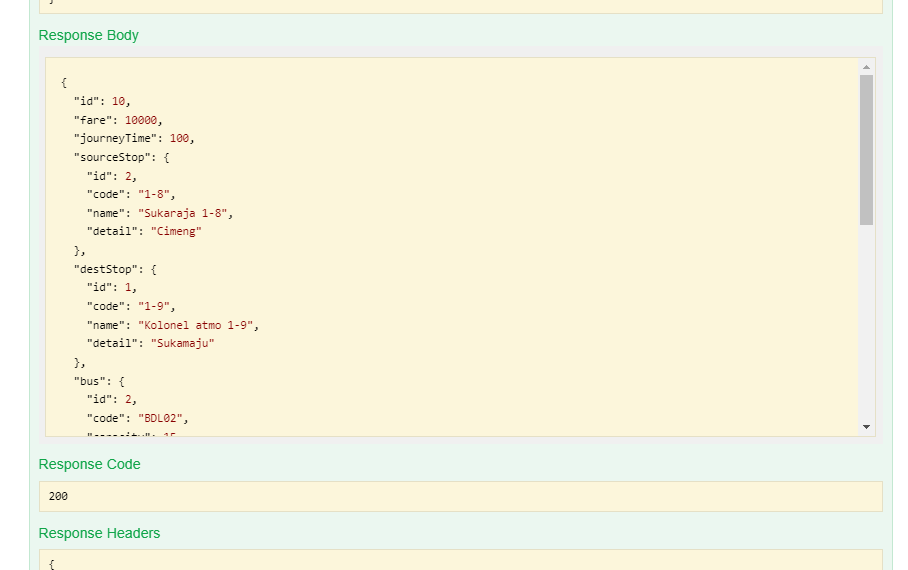 }
Response Body
{
  "id": 10,
  "fare": 10000,
  "journeyTime": 100,
  "sourceStop": {
    "id": 2,
    "code": "1-8",
    "name": "Sukaraja 1-8",
    "detail": "Cimeng"
  },
  "destStop": {
    "id": 1,
    "code": "1-9",
    "name": "Kolonel atmo 1-9",
    "detail": "Sukamaju"
  },
  "bus": {
    "id": 2,
    "code": "BDL02",
    "capacity": 15
Response Code
200
Response Headers
{